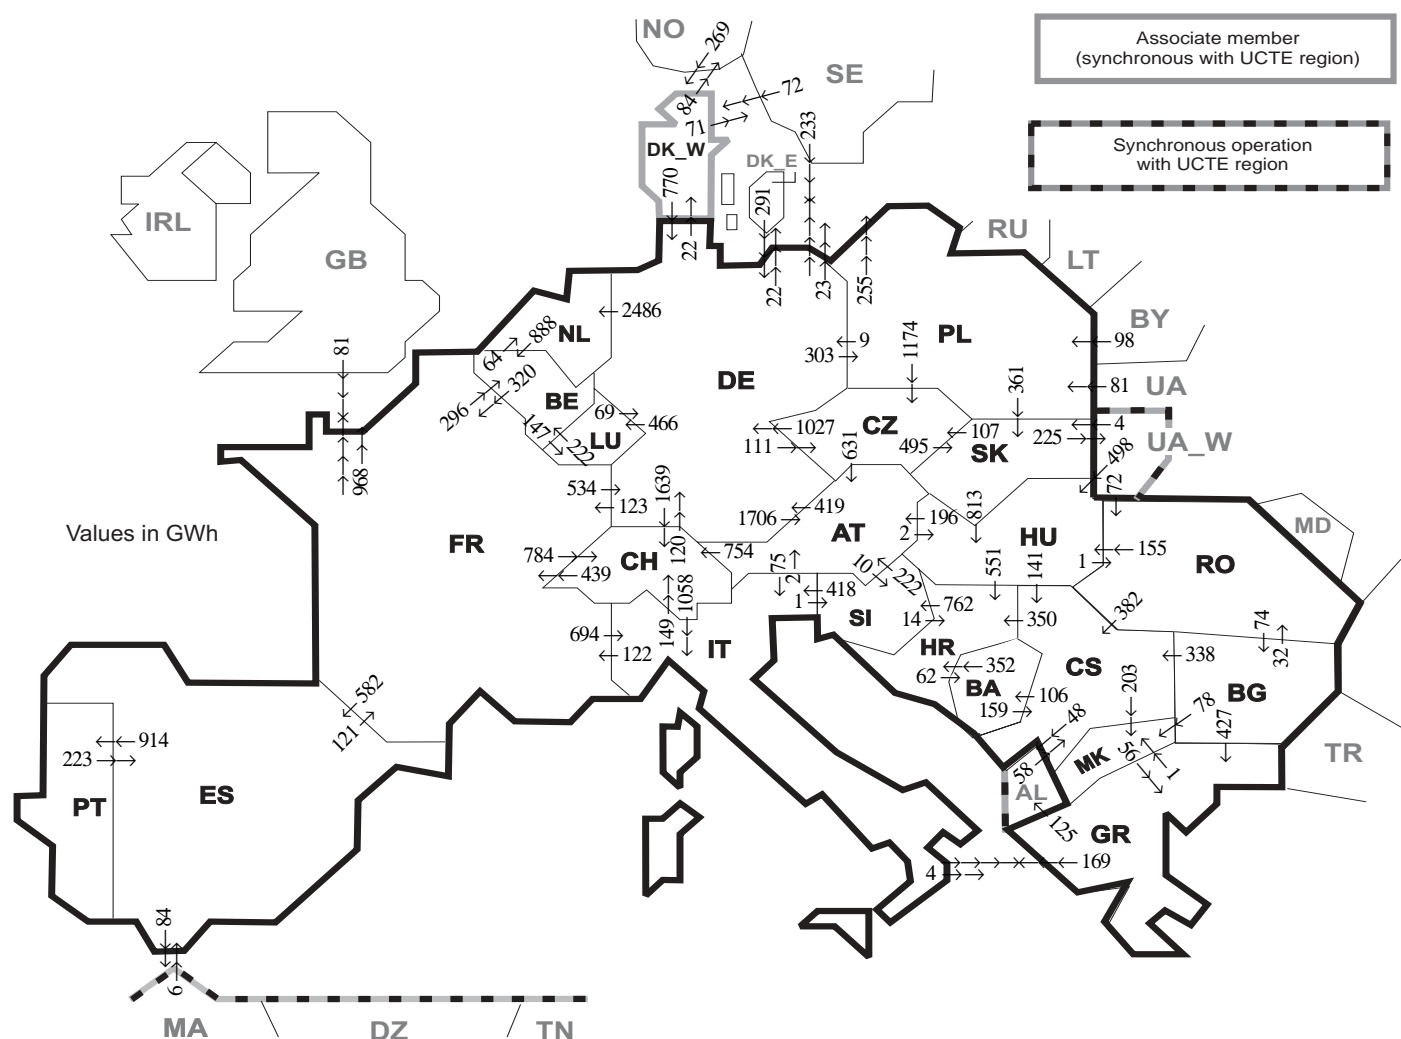 NO
269
84
72
SE
71
233
DK_W
DK_E
770
291
22
22
23
255
Associate member
(synchronous with UCTE region)
Synchronous operation
with UCTE region
IRL
GB
RU
LT
BY
UA
UA_W
MD
TR
81
968
NL
2486
888
64
320
296
BE
147
222
LU
69
466
DE
PL
9
303
1174
361
98
81
4
225
498
72
CZ
1027
111
631
495
107
SK
534
123
1639
120
1706
419
754
Values in GWh
FR
784
439
CH
AT
196
2
813
HU
551
141
1
155
RO
75
2
10
222
418
1
SI
762
14
HR
350
382
149
1058
IT
694
122
352
62
BA
106
159
CS
338
203
74
32
BG
427
78
48
58
MK
56
1
AL
125
GR
582
121
914
223
PT
ES
84
6
169
4
MA
DZ
TN